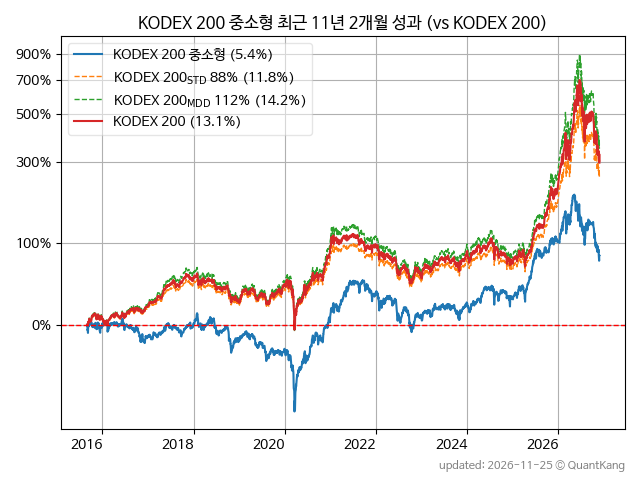 KODEX 200 중소형 최근 11년 2개월 성과 (vs KODEX 200)
KODEX 200 중소형 (5.4%)
KODEX 200STD 88% (11.8%)
KODEX 200MDD 112% (14.2%)
KODEX 200 (13.1%)
900%
700%
500%
300%
100%
0%
2016 2018 2020 2022 2024 2026
updated: 2026-11-25 © QuantKang